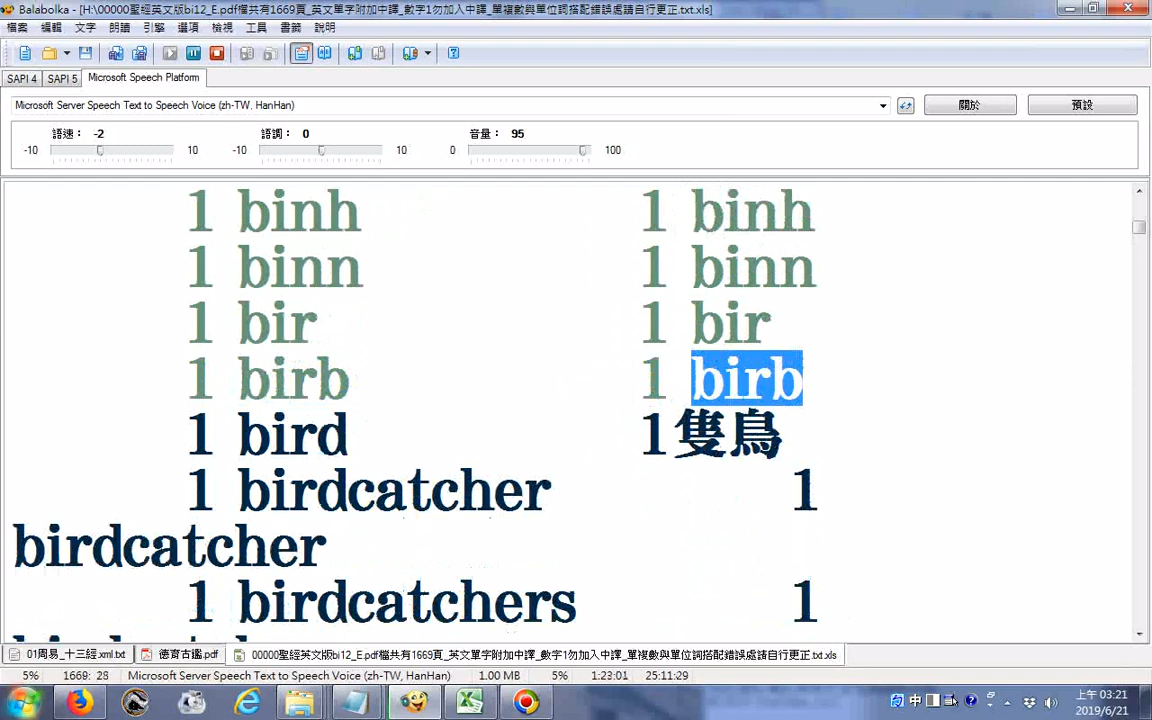 Balabolka - [H:\00000聖經英文版bi12_E.pdf檔共有1669頁_英文單字附加中譯_數字1勿加入中譯_單複數與單位詞搭配錯誤處請自行更正.txt.xls]
檔案 編輯 文字 朗讀 引擎 選項 檢視 工具 書籤 說明
SAPI 4 SAPI 5 Microsoft Speech Platform
Microsoft Server Speech Text to Speech Voice (zh-TW, HanHan) 關於 預設
語速： -2 語調： 0 音量： 95
-10 10 -10 10 0 100
1 binh 1 binh
1 binn 1 binn
1 bir 1 bir
1 birb 1 birb
1 bird 1隻鳥
1 birdcatcher 1
birdcatcher
1 birdcatchers 1
01周易_十三經.xml.txt 德育古鑑.pdf 00000聖經英文版bi12_E.pdf檔共有1669頁_英文單字附加中譯_數字1勿加入中譯_單複數與單位詞搭配錯誤處請自行更正.txt.xls
5% 1669: 28 Microsoft Server Speech Text to Speech Voice (zh-TW, HanHan) 1.00 MB 5% 1:23:01 25:11:29
中 上午 03:21
2019/6/21